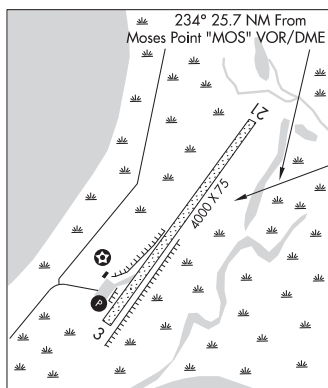 234° 25.7 NM From
Moses Point "MOS" VOR/DME
21
4000 X 75
P
3